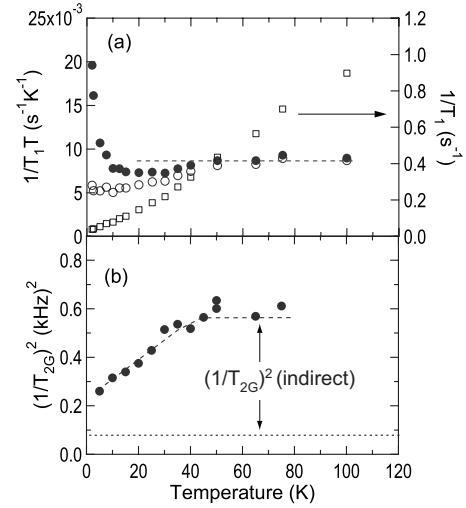 25x10⁻³
20
15
10
5
0
1/T₁T (s⁻¹K⁻¹)
(a)
1.2
1.0
0.8
0.6
0.4
0.2
0.0
1/T₁ (s⁻¹)
0.8
0.6
0.4
0.2
0.0
(1/T₂G)² (kHz)²
(b)
(1/T₂G)² (indirect)
0 20 40 60 80 100 120
Temperature (K)